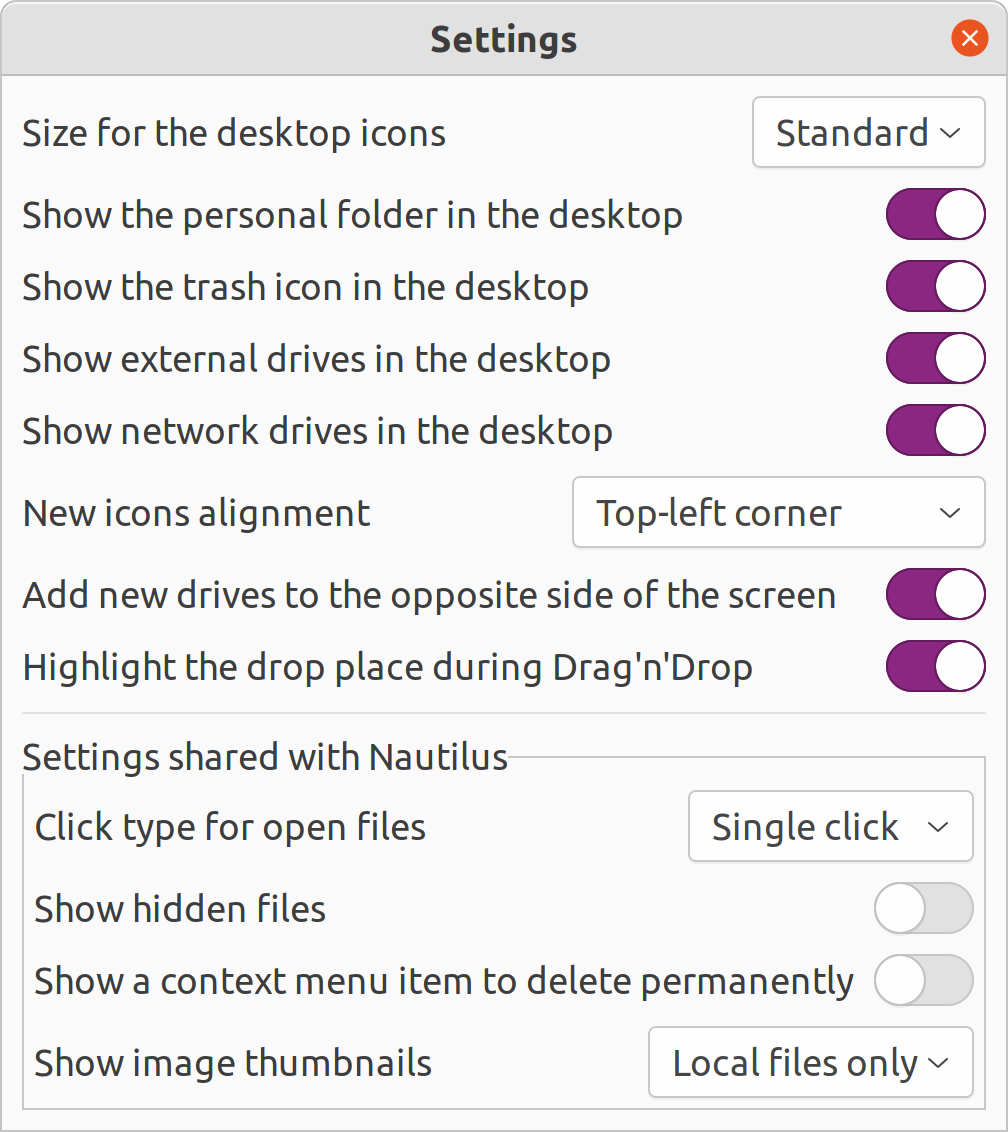 Settings
Size for the desktop icons Standard
Show the personal folder in the desktop
Show the trash icon in the desktop
Show external drives in the desktop
Show network drives in the desktop
New icons alignment Top-left corner
Add new drives to the opposite side of the screen
Highlight the drop place during Drag'n'Drop
Settings shared with Nautilus
Click type for open files Single click
Show hidden files
Show a context menu item to delete permanently
Show image thumbnails Local files only